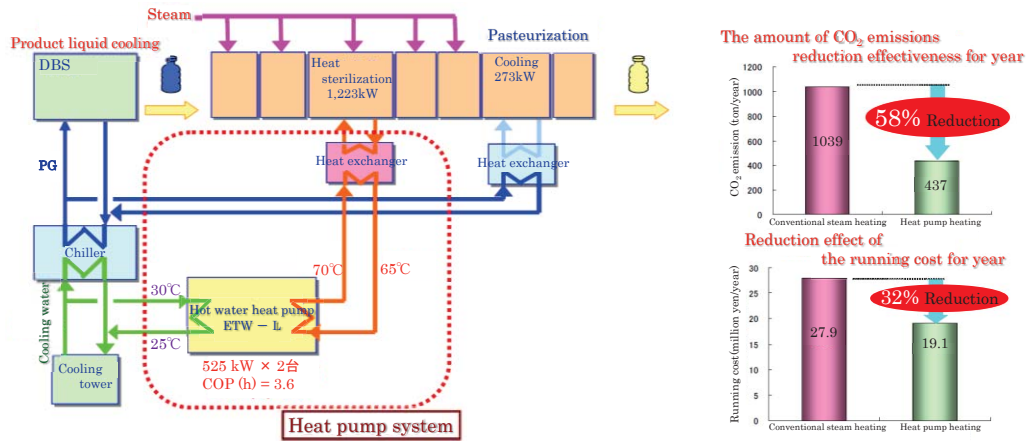 Steam
Product liquid cooling
DBS
Pasteurization
Heat
sterilization
1,223kW
Cooling
273kW
PG
Heat exchanger
Heat exchanger
Chiller
Cooling water
30℃
25℃
70℃
65℃
Hot water heat pump
ETW － L
Cooling
tower
525 kW × 2台
COP (h) = 3.6
Heat pump system
The amount of CO₂ emissions
reduction effectiveness for year
CO₂ emission (ton/year)
1200
1000
800
600
400
200
0
1039
437
58% Reduction
Conventional steam heating
Heat pump heating
Reduction effect of
the running cost for year
Running cost(million yen/year)
30
25
20
15
10
5
0
27.9
19.1
32% Reduction
Conventional steam heating
Heat pump heating